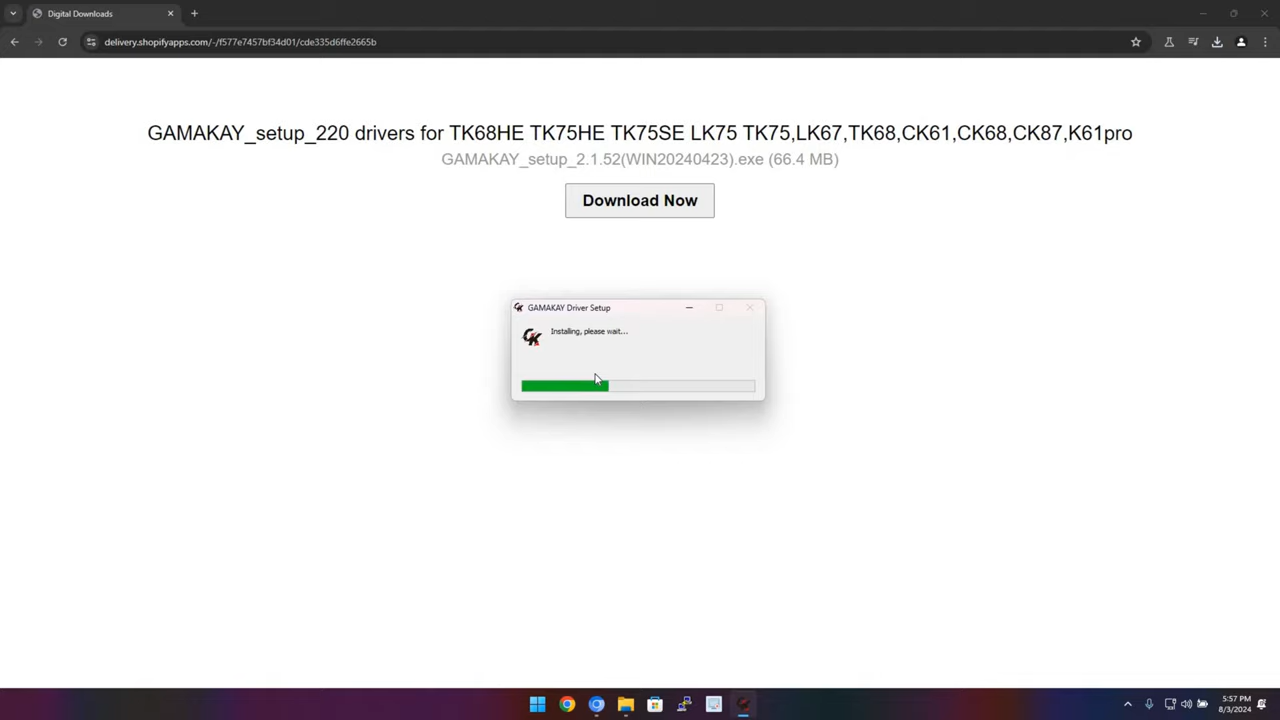 Digital Downloads
delivery.shopifyapps.com/-/f577e7457bf34d01/cde335d6ffe2665b
GAMAKAY_setup_220 drivers for TK68HE TK75HE TK75SE LK75 TK75,LK67,TK68,CK61,CK68,CK87,K61pro
GAMAKAY_setup_2.1.52(WIN20240423).exe (66.4 MB)
Download Now
GAMAKAY Driver Setup
Installing, please wait...
5:57 PM
8/3/2024